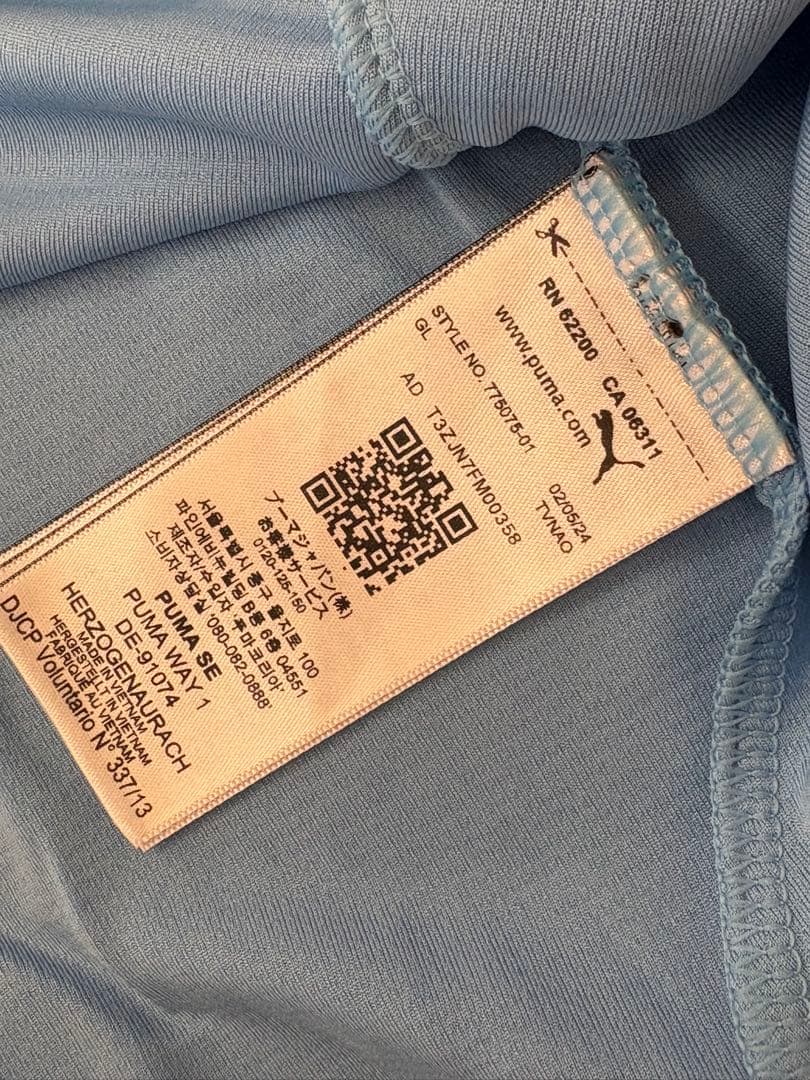 RN 62200 CA 06311
www.puma.com
STYLE NO. 775075-01 02/05/24
GL TVNAO
AD T3ZJN7FM00358
プーマジャパン(株)
お客様サービス
0120-125-150
서울특별시 중구 을지로 100
파인에비뉴빌딩 B동 6층 04551
제조자/수입자 '푸마코리아'
소비자상담실 '080-082-0888'
PUMA SE
PUMA WAY 1
DE-91074
HERZOGENAURACH
MADE IN VIETNAM
HERGESTELLT IN VIETNAM
FABRIQUÉ AU VIETNAM
DJCP Voluntario N° 337/13